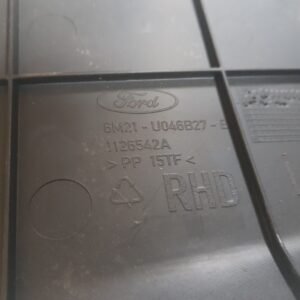 Ford
6M21-U046B27-E
1126542A
> PP 15TF <
RHD